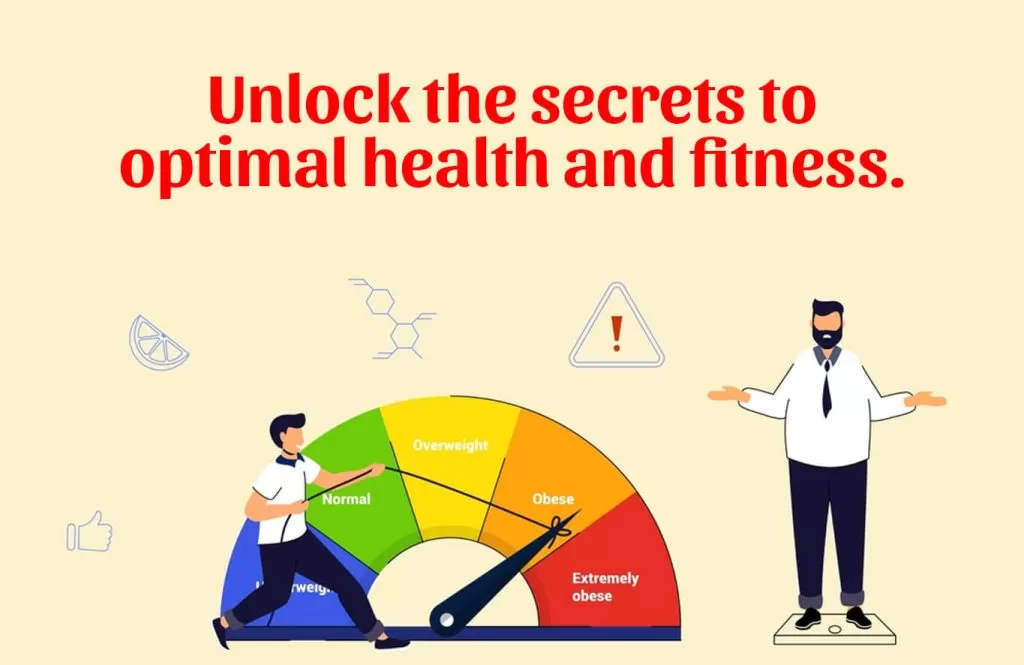 Unlock the secrets to
optimal health and fitness.
Overweight
Normal
Obese
Extremely
obese